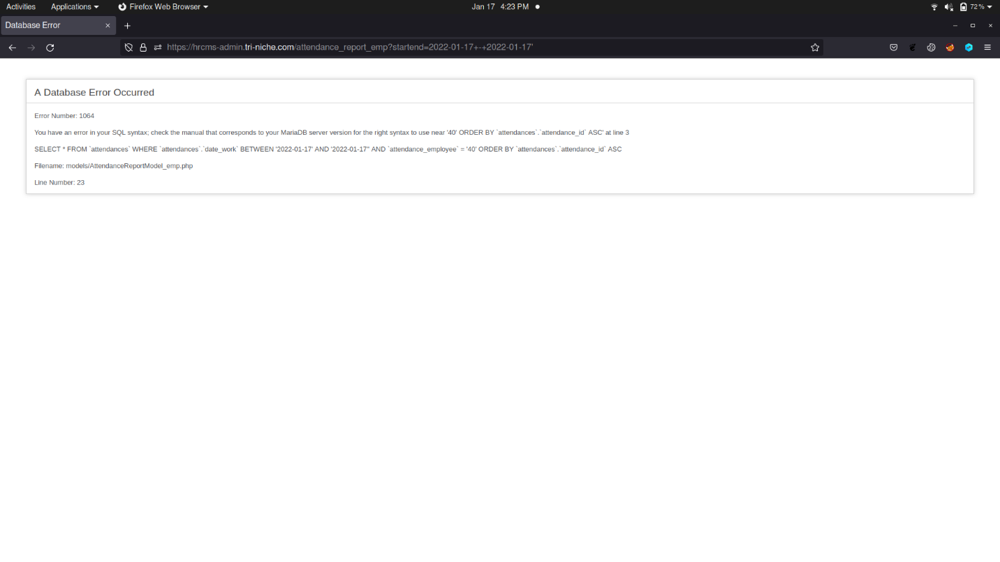 Activities Applications Firefox Web Browser Jan 17 4:23 PM 72 %
Database Error
https://hrcms-admin.tri-niche.com/attendance_report_emp?startend=2022-01-17+-+2022-01-17'
A Database Error Occurred
Error Number: 1064
You have an error in your SQL syntax; check the manual that corresponds to your MariaDB server version for the right syntax to use near '40' ORDER BY `attendances`.`attendance_id` ASC' at line 3
SELECT * FROM `attendances` WHERE `attendances`.`date_work` BETWEEN '2022-01-17' AND '2022-01-17'' AND `attendance_employee` = '40' ORDER BY `attendances`.`attendance_id` ASC
Filename: models/AttendanceReportModel_emp.php
Line Number: 23